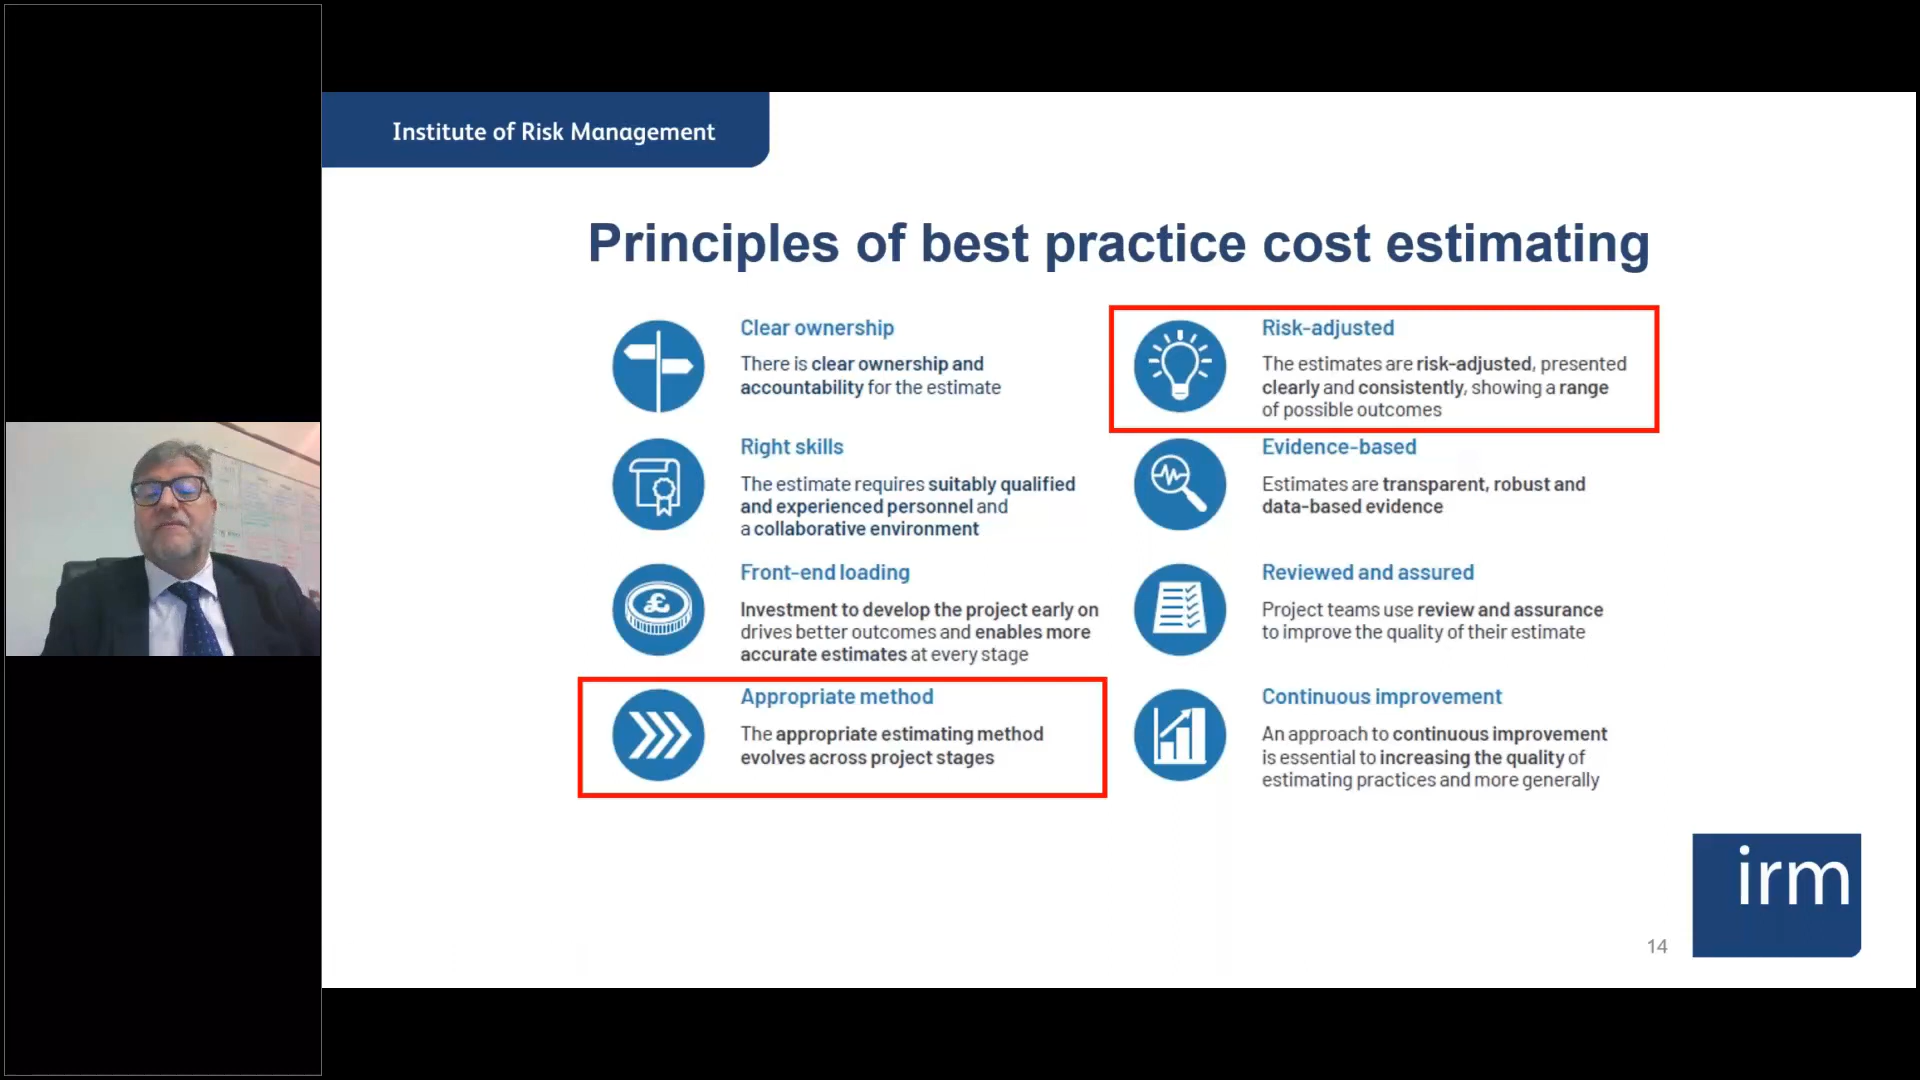 Institute of Risk Management
Principles of best practice cost estimating
Clear ownership
There is clear ownership and
accountability for the estimate
Right skills
The estimate requires suitably qualified
and experienced personnel and
a collaborative environment
Front-end loading
Investment to develop the project early on
drives better outcomes and enables more
accurate estimates at every stage
Appropriate method
The appropriate estimating method
evolves across project stages
Risk-adjusted
The estimates are risk-adjusted, presented
clearly and consistently, showing a range
of possible outcomes
Evidence-based
Estimates are transparent, robust and
data-based evidence
Reviewed and assured
Project teams use review and assurance
to improve the quality of their estimate
Continuous improvement
An approach to continuous improvement
is essential to increasing the quality of
estimating practices and more generally
irm
14